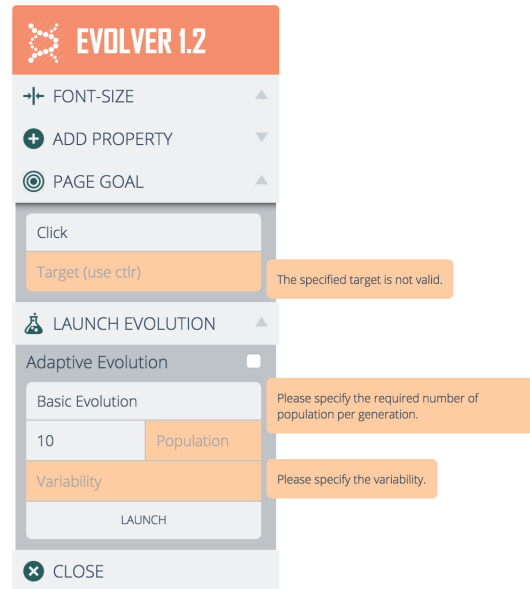 EVOLVER 1.2
FONT-SIZE
ADD PROPERTY
PAGE GOAL
Click
Target (use ctlr)
The specified target is not valid.
LAUNCH EVOLUTION
Adaptive Evolution
Basic Evolution
Please specify the required number of
population per generation.
10 Population
Variability
Please specify the variability.
LAUNCH
CLOSE